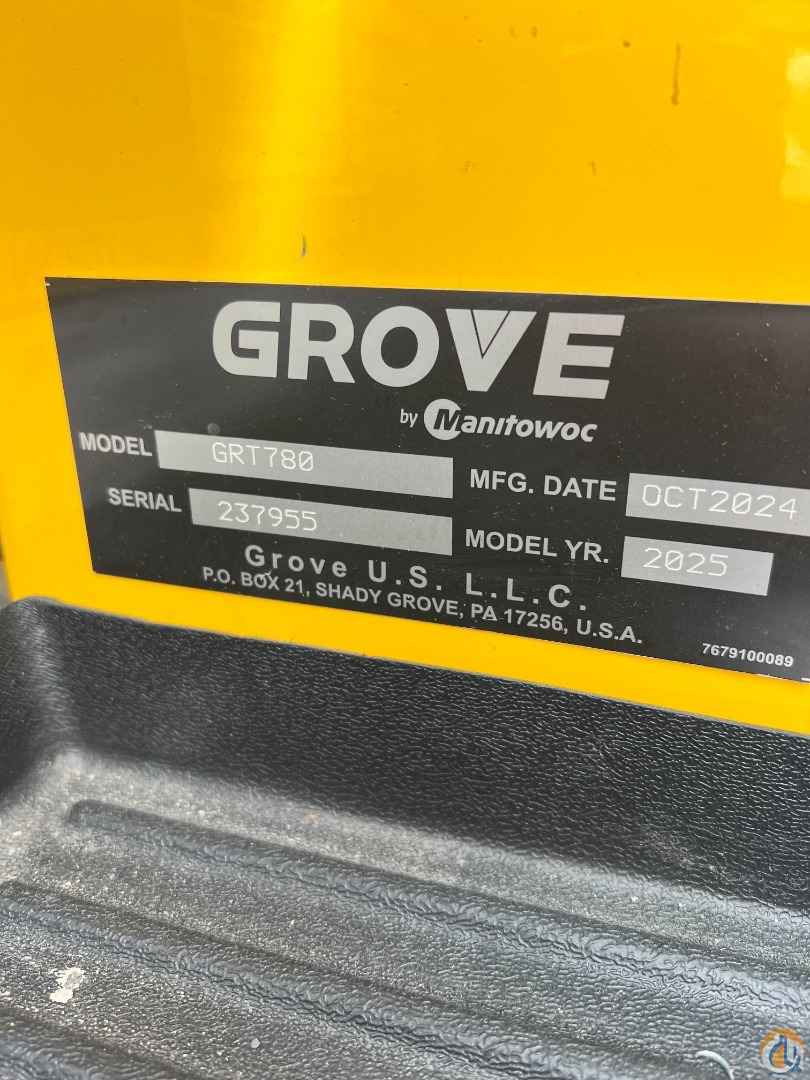 GROVE
by Manitowoc
MODEL GRT780 MFG. DATE OCT2024
SERIAL 237955 MODEL YR. 2025
Grove U.S. L.L.C.
P.O. BOX 21, SHADY GROVE, PA 17256, U.S.A.
7679100089